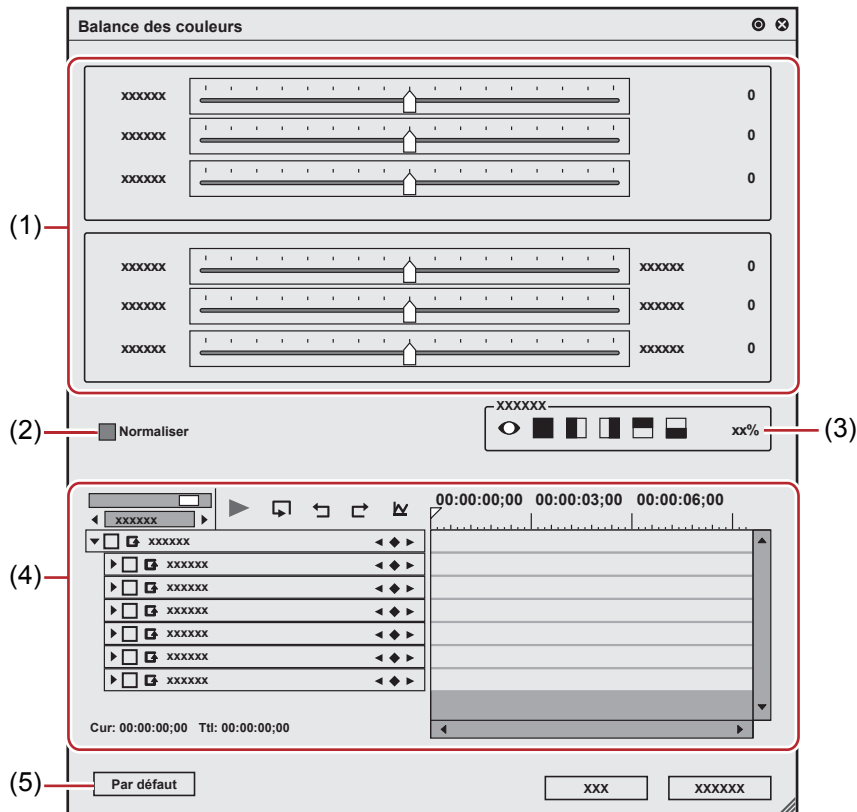 Balance des couleurs
xxxxxx 0
xxxxxx 0
xxxxxx 0
(1)
xxxxxx xxxxxx 0
xxxxxx xxxxxx 0
xxxxxx xxxxxx 0
xxxxxx
(2) Normaliser xx% (3)
00:00:00;00 00:00:03;00 00:00:06;00
xxxxxx
xxxxxx
xxxxxx
(4) xxxxxx
xxxxxx
xxxxxx
xxxxxx
xxxxxx
Cur: 00:00:00;00 Ttl: 00:00:00;00
(5) Par défaut xxx xxxxxx